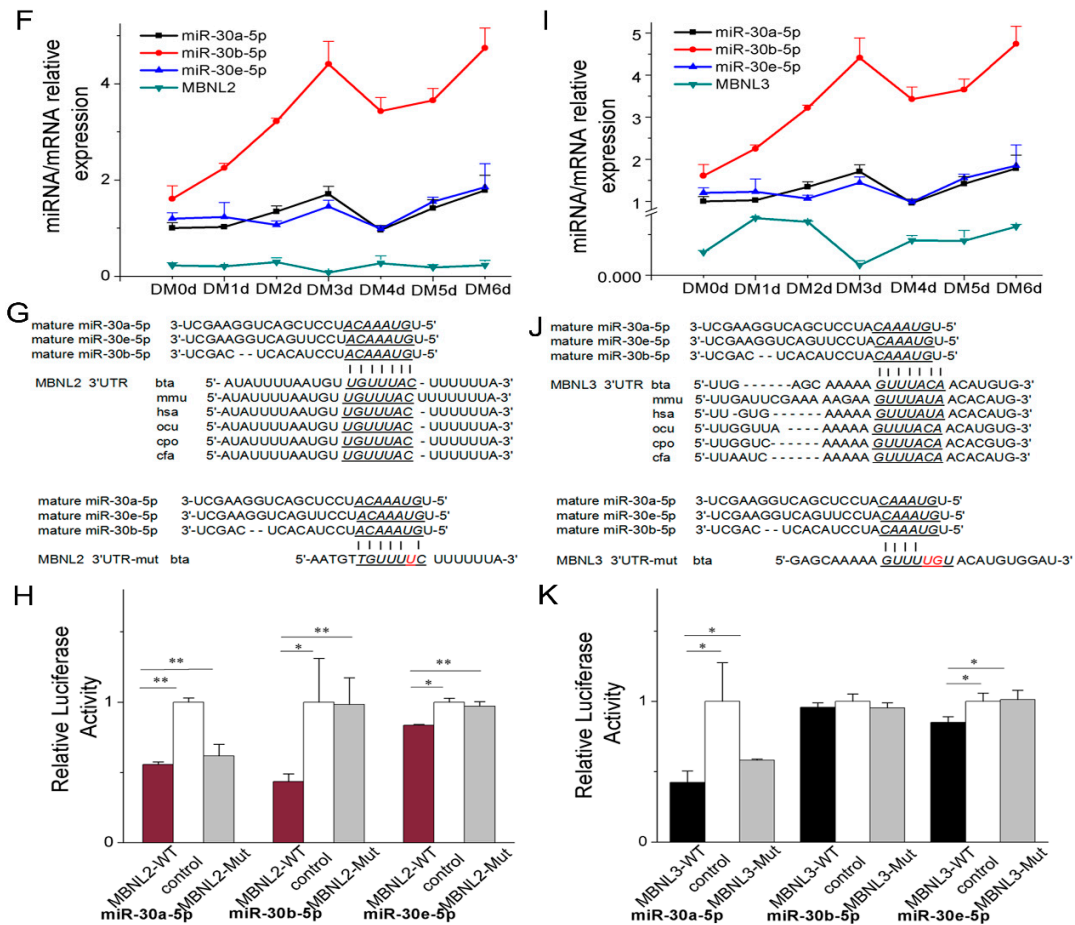 F
miR-30a-5p
miR-30b-5p
miR-30e-5p
MBNL2
miRNA/mRNA relative
expression
4
2
0
DM0d DM1d DM2d DM3d DM4d DM5d DM6d
I
miR-30a-5p
miR-30b-5p
miR-30e-5p
MBNL3
miRNA/mRNA relative
expression
5
4
3
2
1
0.000
DM0d DM1d DM2d DM3d DM4d DM5d DM6d
G
mature miR-30a-5p 3-UCGAAGGUCAGCUCCUACAAAUGU-5'
mature miR-30e-5p 3'-UCGAAGGUCAGUUCCUACAAAUGU-5'
mature miR-30b-5p 3'-UCGAC - - UCACAUCCUACAAAUGU-5'
MBNL2 3'UTR bta 5'-AUAUUUUAAUGU UGUUUAC - UUUUUUA-3'
mmu 5'-AUAUUUUAAUGU UGUUUAC UUUUUUUA-3'
hsa 5'-AUAUUUUAAUGU UGUUUAC - UUUUUUA-3'
ocu 5'-AUAUUUUAAUGU UGUUUAC - UUUUUUA-3'
cpo 5'-AUAUUUUAAUGU UGUUUAC - UUUUUUA-3'
cfa 5'-AUAUUUUAAUGU UGUUUAC - UUUUUUA-3'
mature miR-30a-5p 3-UCGAAGGUCAGCUCCUACAAAUGU-5'
mature miR-30e-5p 3'-UCGAAGGUCAGUUCCUACAAAUGU-5'
mature miR-30b-5p 3'-UCGAC - - UCACAUCCUACAAAUGU-5'
MBNL2 3'UTR-mut bta 5'-AATGTTGUUUUC UUUUUUA-3'
J
mature miR-30a-5p 3-UCGAAGGUCAGCUCCUACAAAUGU-5'
mature miR-30e-5p 3'-UCGAAGGUCAGUUCCUACAAAUGU-5'
mature miR-30b-5p 3'-UCGAC - - UCACAUCCUACAAAUGU-5'
MBNL3 3'UTR bta 5'-UUG - - - - - - AGC AAAAA GUUUACA ACAUGUG-3'
mmu 5'-UUGAUUCGAAA AAGAA GUUUAUA ACACAUG-3'
hsa 5'-UU -GUG - - - - - - AAAAA GUUUAUA ACACAUG-3'
ocu 5'-UUGGUUA - - - - - AAAAA GUUUACA ACACAUG-3'
cpo 5'-UUGGUC - - - - - - AAAAA GUUUACA ACACGUG-3'
cfa 5'-UUAAUC - - - - - - AAAAA GUUUACA ACACAUG-3'
mature miR-30a-5p 3-UCGAAGGUCAGCUCCUACAAAUGU-5'
mature miR-30e-5p 3'-UCGAAGGUCAGUUCCUACAAAUGU-5'
mature miR-30b-5p 3'-UCGAC - - UCACAUCCUACAAAUGU-5'
MBNL3 3'UTR-mut bta 5'-GAGCAAAAA GUUUUGU ACAUGUGGAU-3'
H
Relative Luciferase
Activity
1
0
** ** * ** * **
MBNL2-WT control MBNL2-Mut MBNL2-WT control MBNL2-Mut MBNL2-WT control MBNL2-Mut
miR-30a-5p miR-30b-5p miR-30e-5p
K
Relative Luciferase
Activity
1
0
* * * *
MBNL3-WT control MBNL3-Mut MBNL3-WT control MBNL3-Mut MBNL3-WT control MBNL3-Mut
miR-30a-5p miR-30b-5p miR-30e-5p